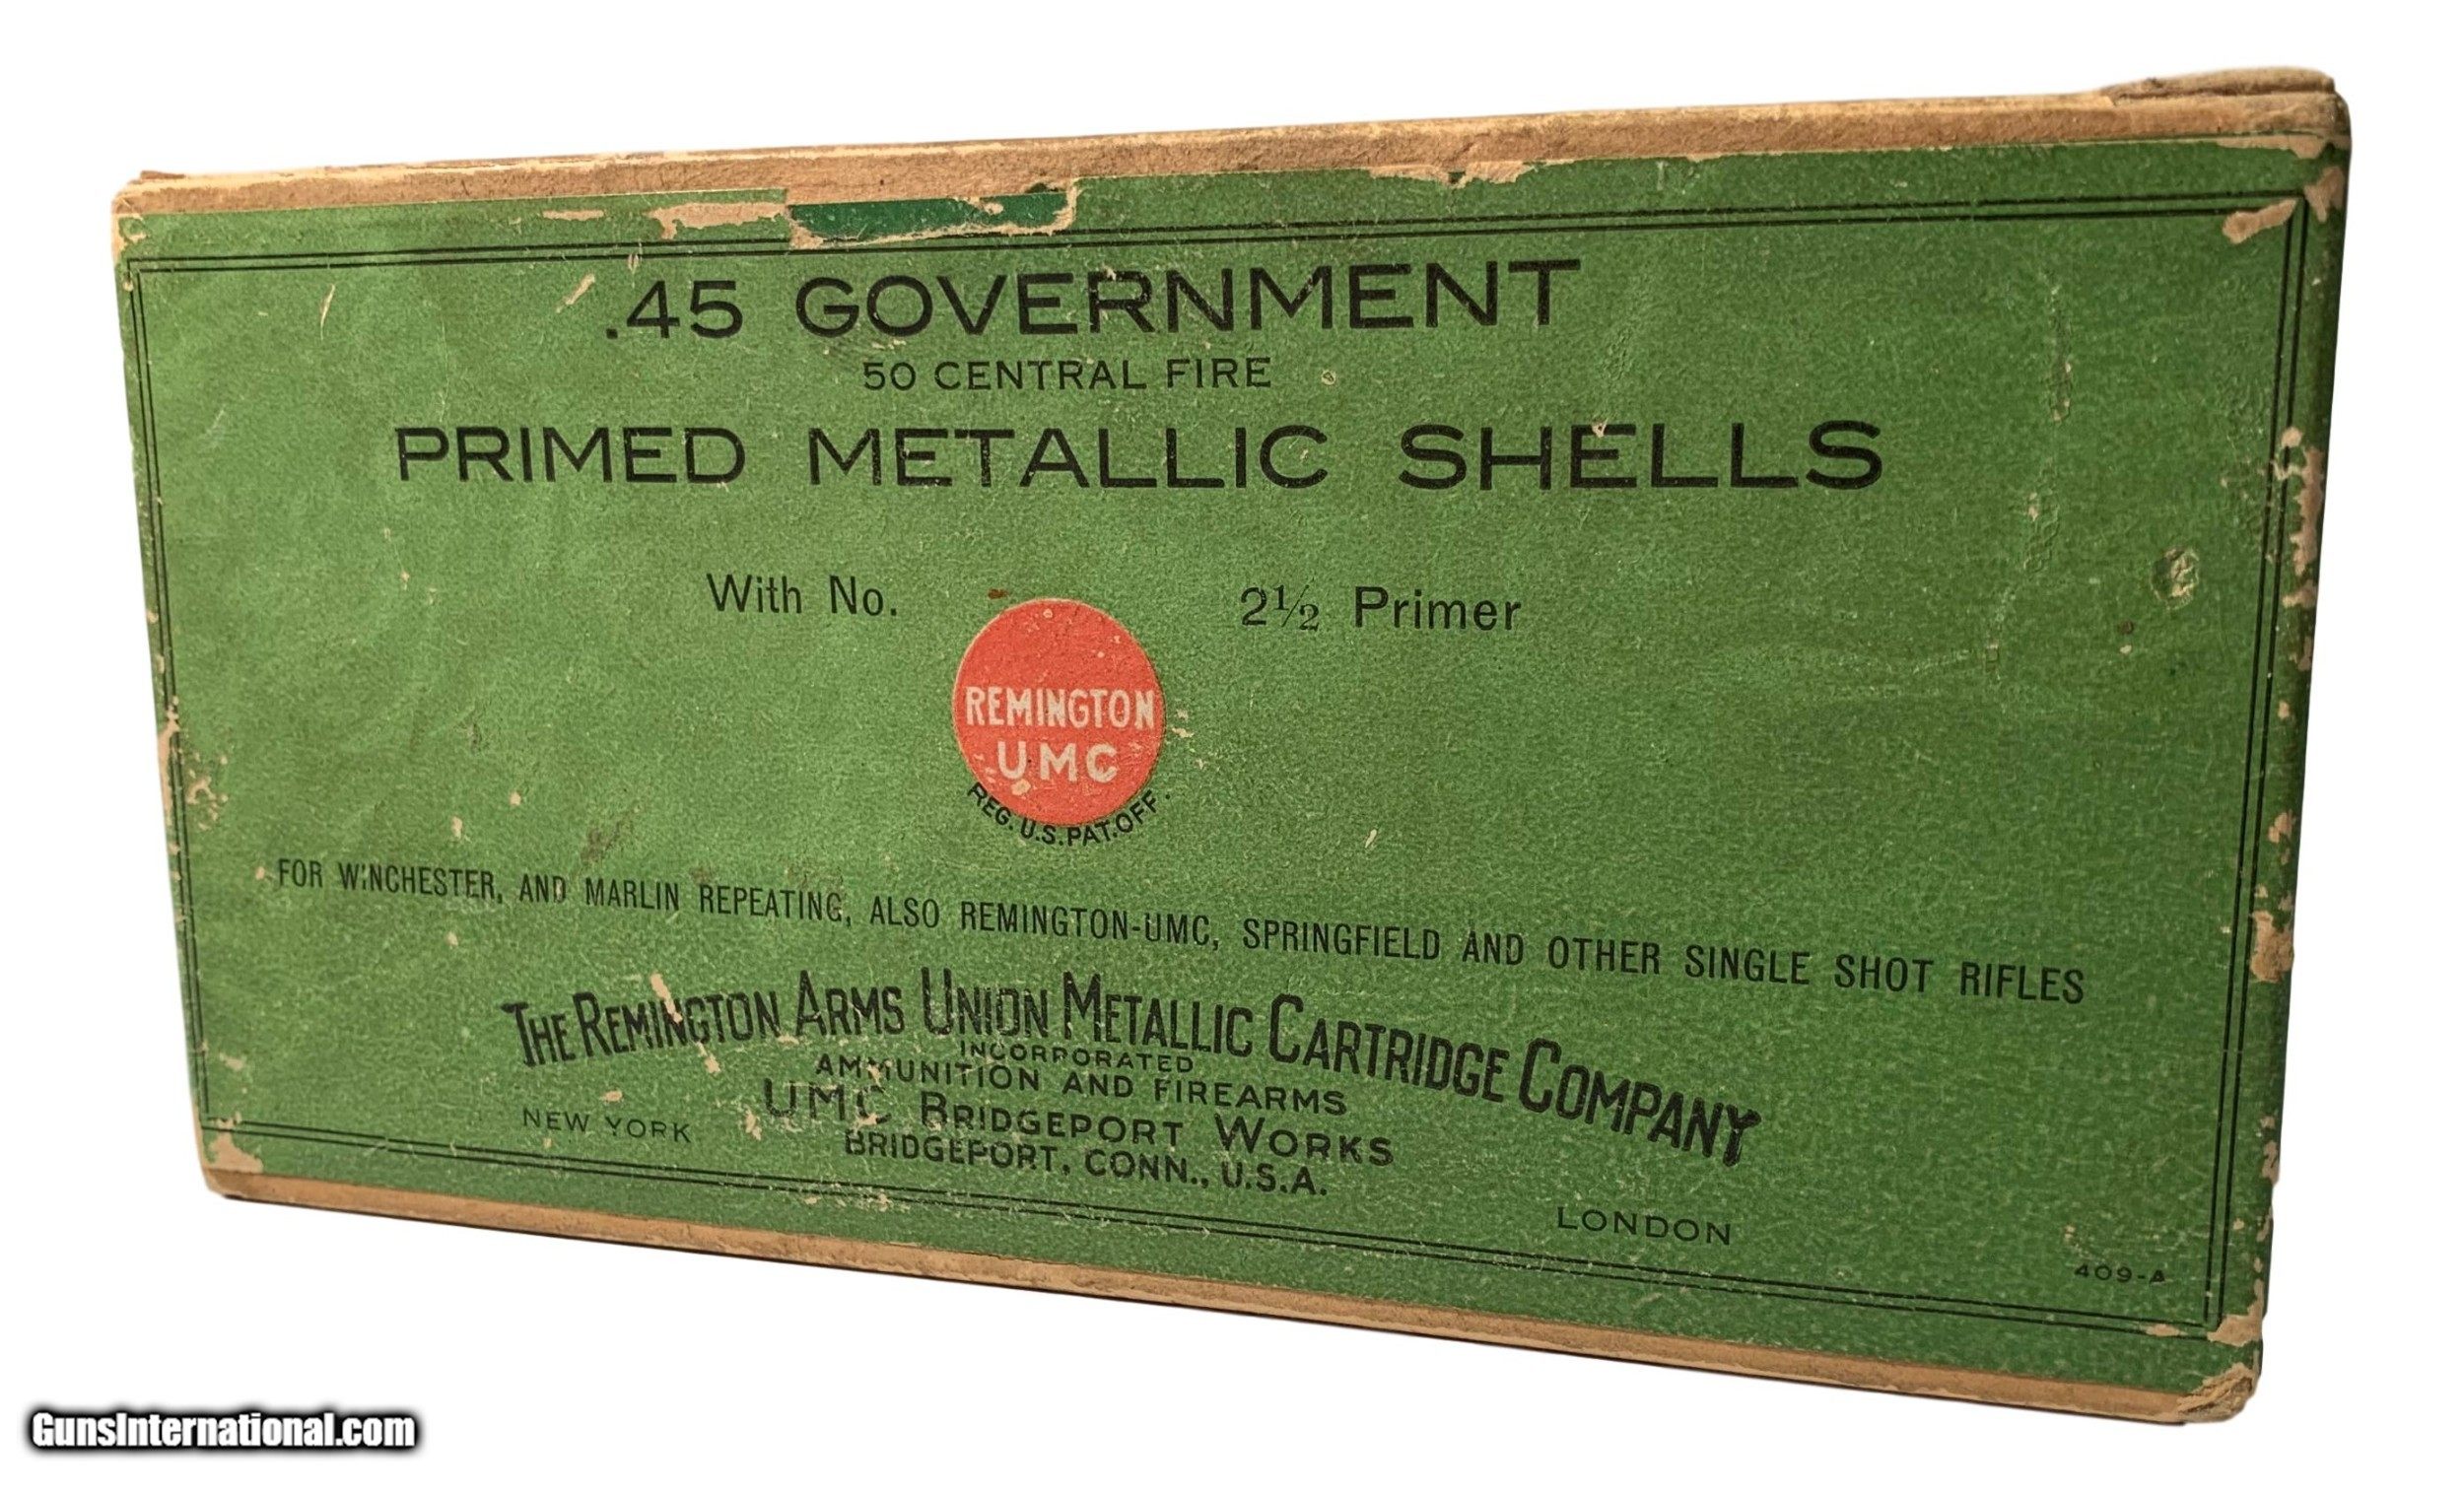 .45 GOVERNMENT
50 CENTRAL FIRE
PRIMED METALLIC SHELLS
With No. 2½ Primer
REMINGTON
UMC
REG. U.S. PAT. OFF.
FOR WINCHESTER, AND MARLIN REPEATING, ALSO REMINGTON-UMC, SPRINGFIELD AND OTHER SINGLE SHOT RIFLES
THE REMINGTON ARMS UNION METALLIC CARTRIDGE COMPANY
INCORPORATED
AMMUNITION AND FIREARMS
UMC BRIDGEPORT WORKS
NEW YORK
BRIDGEPORT, CONN., U.S.A.
LONDON
409-A
GunsInternational.com